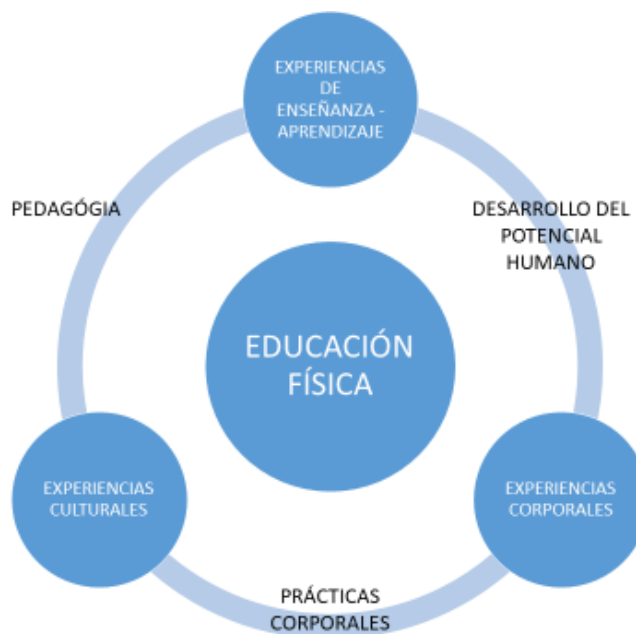 EXPERIENCIAS
DE
ENSEÑANZA -
APRENDIZAJE
PEDAGÓGIA
DESARROLLO DEL
POTENCIAL
HUMANO
EDUCACIÓN
FÍSICA
EXPERIENCIAS
CULTURALES
EXPERIENCIAS
CORPORALES
PRÁCTICAS
CORPORALES